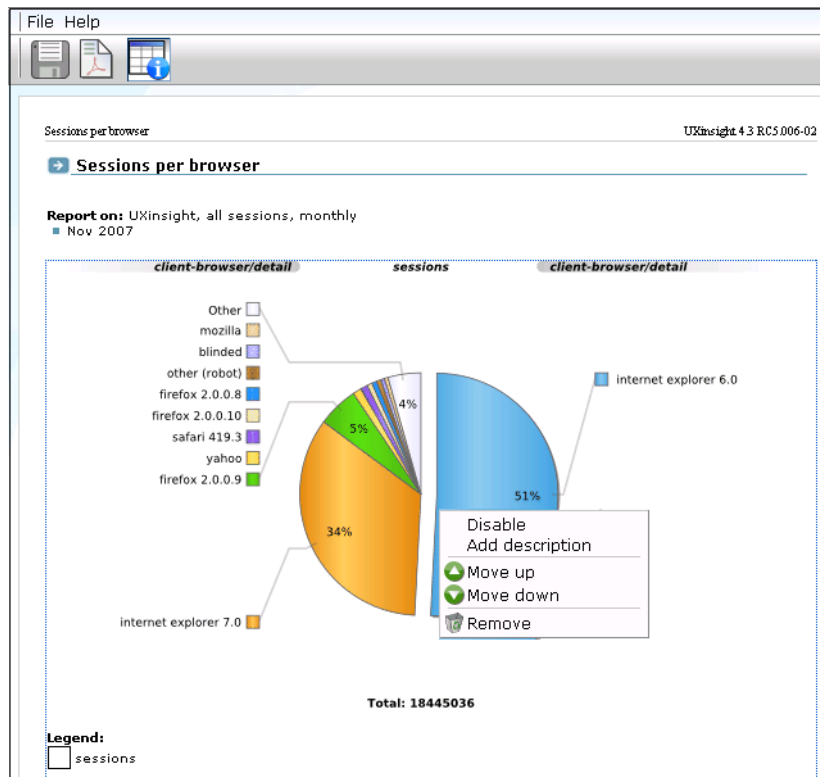 File Help
Sessions per browser UXinsight 4.3 RC5.006-02
Sessions per browser
Report on: UXinsight, all sessions, monthly
Nov 2007
client-browser/detail sessions client-browser/detail
Other
mozilla
blinded
other (robot)
firefox 2.0.0.8
firefox 2.0.0.10
safari 419.3
yahoo
firefox 2.0.0.9
internet explorer 6.0
4%
5%
51%
34%
internet explorer 7.0
Disable
Add description
Move up
Move down
Remove
Total: 18445036
Legend:
sessions